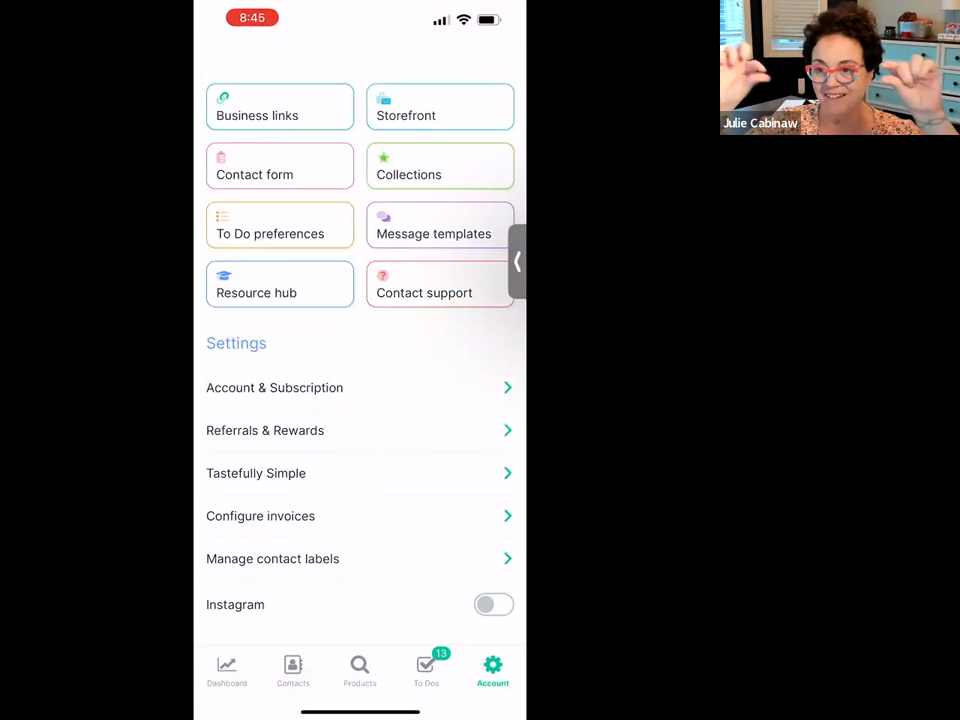 8:45
Business links
Storefront
Contact form
Collections
To Do preferences
Message templates
Resource hub
?
Contact support
Settings
Account & Subscription
Referrals & Rewards
Tastefully Simple
Configure invoices
Manage contact labels
Instagram
13
Dashboard
Contacts
Products
To Dos
Account
Julie Cabinaw